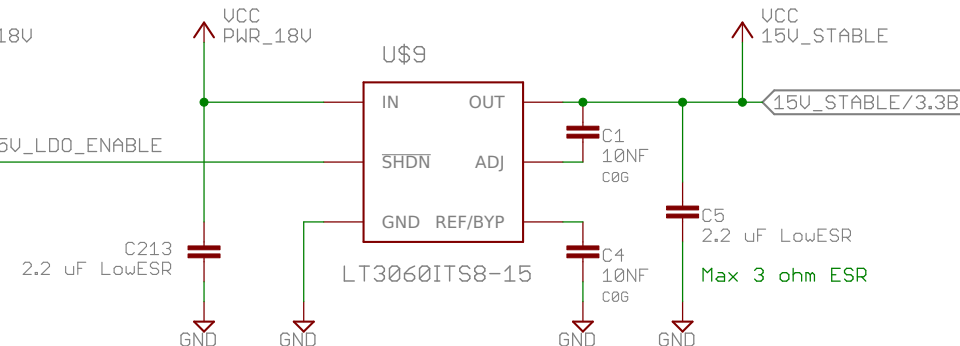 18V
VCC
PWR_18V
U$9
VCC
15V_STABLE
IN
OUT
15V_STABLE/3.3B
5V_LDO_ENABLE
SHDN
ADJ
C1
10NF
C0G
GND
REF/BYP
C213
2.2 uF LowESR
LT3060ITS8-15
C4
10NF
C0G
C5
2.2 uF LowESR
Max 3 ohm ESR
GND
GND
GND
GND